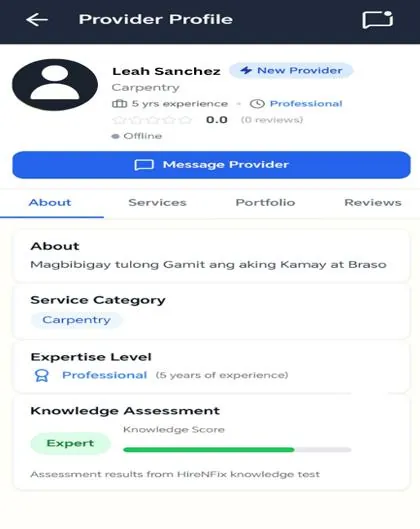 Provider Profile
Leah Sanchez
New Provider
Carpentry
5 yrs experience • Professional
0.0 (0 reviews)
Offline
Message Provider
About Services Portfolio Reviews
About
Magbibigay tulong Gamit ang aking Kamay at Braso
Service Category
Carpentry
Expertise Level
Professional (5 years of experience)
Knowledge Assessment
Expert
Knowledge Score
Assessment results from HireNFix knowledge test